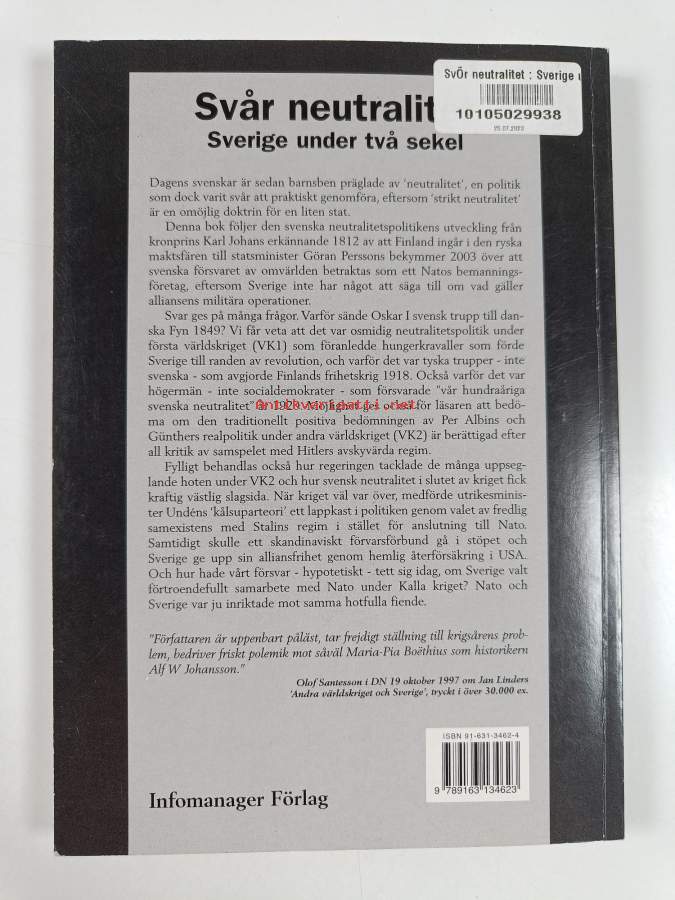 SvÖr neutralitet : Sverige u
10105029938
25.07.2023
Svår neutralit
Sverige under två sekel
Dagens svenskar är sedan barnsben präglade av 'neutralitet', en politik
som dock varit svår att praktiskt genomföra, eftersom 'strikt neutralitet'
är en omöjlig doktrin för en liten stat.
Denna bok följer den svenska neutralitetspolitikens utveckling från
kronprins Karl Johans erkännande 1812 av att Finland ingår i den ryska
maktsfären till statsminister Göran Perssons bekymmer 2003 över att
svenska försvaret av omvärlden betraktas som ett Natos bemannings-
företag, eftersom Sverige inte har något att säga till om vad gäller
alliansens militära operationer.
Svar ges på många frågor. Varför sände Oskar I svensk trupp till dan-
ska Fyn 1849? Vi får veta att det var osmidig neutralitetspolitik under
första världskriget (VK1) som föranledde hungerkravaller som förde
Sverige till randen av revolution, och varför det var tyska trupper - inte
svenska - som avgjorde Finlands frihetskrig 1918. Också varför det var
högermän - inte socialdemokrater - som försvarade "vår hundraåriga
svenska neutralitet" Möjlighet ges också för läsaren att bedö-
antikvariaatti.net
ma om den traditionellt positiva bedömningen av Per Albins och
Günthers realpolitik under andra världskriget (VK2) är berättigad efter
all kritik av samspelet med Hitlers avskyvärda regim.
Fylligt behandlas också hur regeringen tacklade de många uppseg-
lande hoten under VK2 och hur svensk neutralitet i slutet av kriget fick
kraftig västlig slagsida. När kriget väl var över, medförde utrikesminis-
ter Undéns 'kålsuparteori' ett lappkast i politiken genom valet av fredlig
samexistens med Stalins regim i stället för anslutning till Nato.
Samtidigt skulle ett skandinaviskt förvarsförbund gå i stöpet och
Sverige ge upp sin alliansfrihet genom hemlig återförsäkring i USA.
Och hur hade vårt försvar - hypotetiskt - tett sig idag, om Sverige valt
förtroendefullt samarbete med Nato under Kalla kriget? Nato och
Sverige var ju inriktade mot samma hotfulla fiende.
"Författaren är uppenbart påläst, tar frejdigt ställning till krigsårens prob-
lem, bedriver friskt polemik mot såväl Maria-Pia Boëthius som historikern
Alf W Johansson."
Olof Santesson i DN 19 oktober 1997 om Jan Linders
'Andra världskriget och Sverige', tryckt i över 30.000 ex.
ISBN 91-631-3462-4
9 789163 134623
Infomanager Förlag